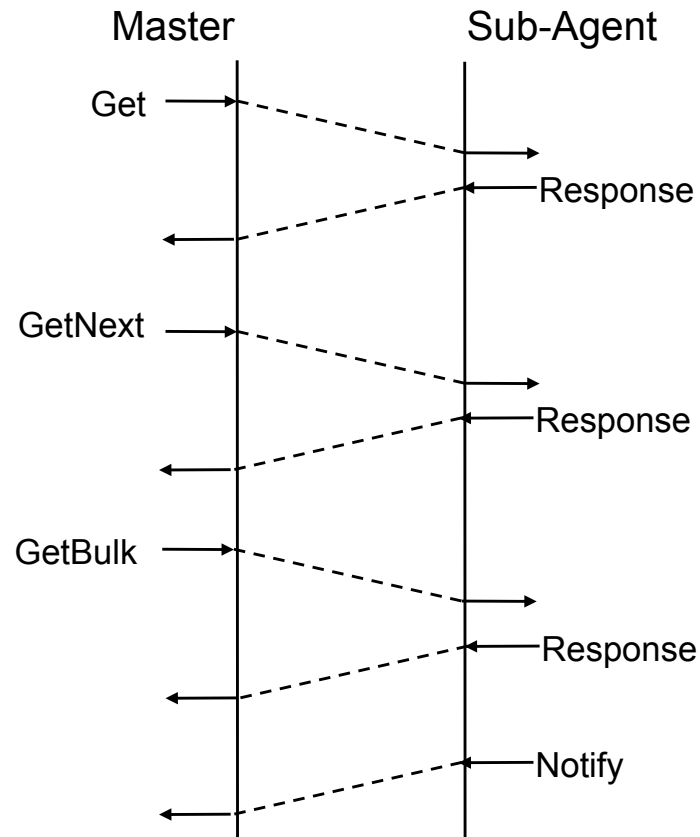 Master
Sub-Agent
Get
Response
GetNext
Response
GetBulk
Response
Notify